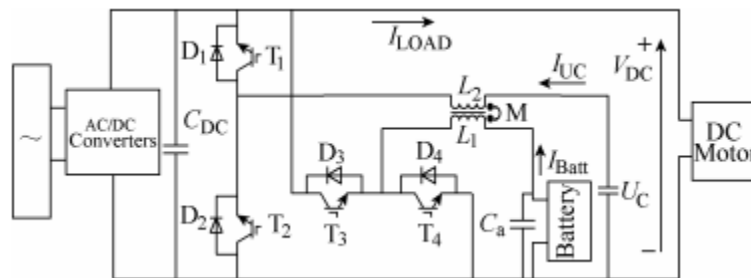 ~
AC/DC
Converters
C_DC
D_1
T_1
D_2
T_2
I_LOAD
L_2
L_1
M
I_UC
V_DC
+
−
D_3
D_4
T_3
T_4
I_Batt
C_a
Battery
U_C
DC
Motor